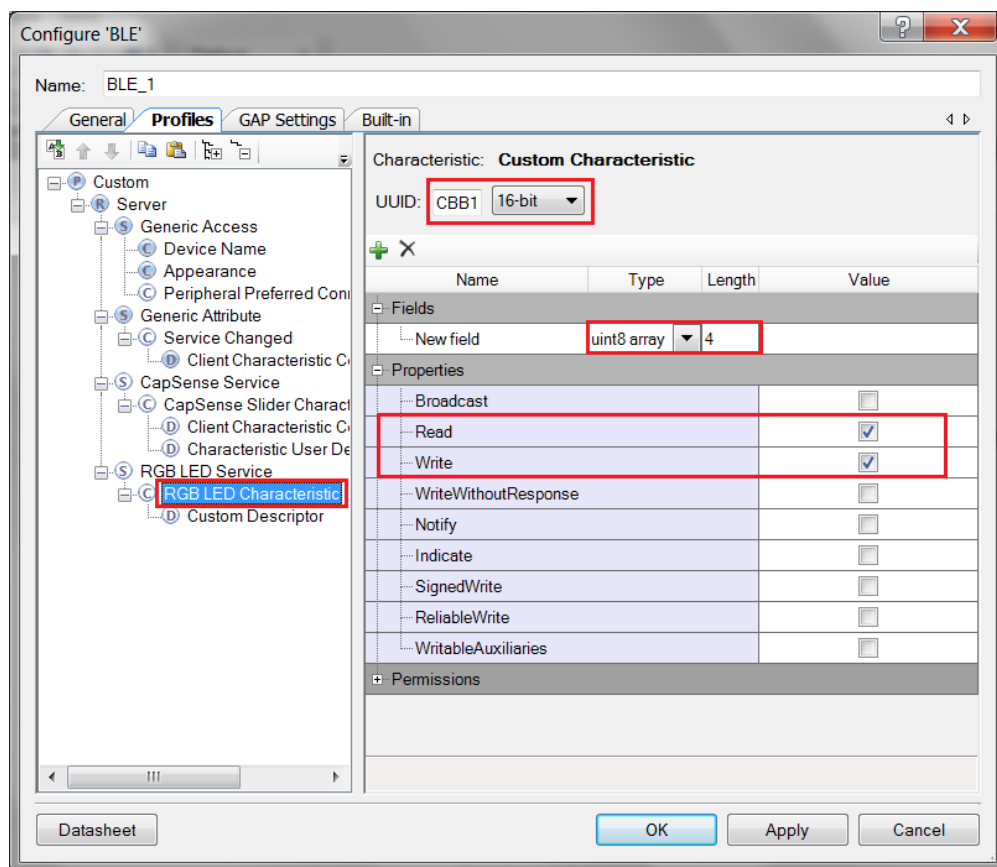 Configure 'BLE'
Name: BLE_1
General Profiles GAP Settings Built-in
Custom
Server
Generic Access
Device Name
Appearance
Peripheral Preferred Conn
Generic Attribute
Service Changed
Client Characteristic C
CapSense Service
CapSense Slider Charact
Client Characteristic C
Characteristic User De
RGB LED Service
RGB LED Characteristic
Custom Descriptor
Characteristic: Custom Characteristic
UUID: CBB1 16-bit
Name Type Length Value
Fields
New field uint8 array 4
Properties
Broadcast
Read
Write
WriteWithoutResponse
Notify
Indicate
SignedWrite
ReliableWrite
WritableAuxiliaries
Permissions
Datasheet OK Apply Cancel